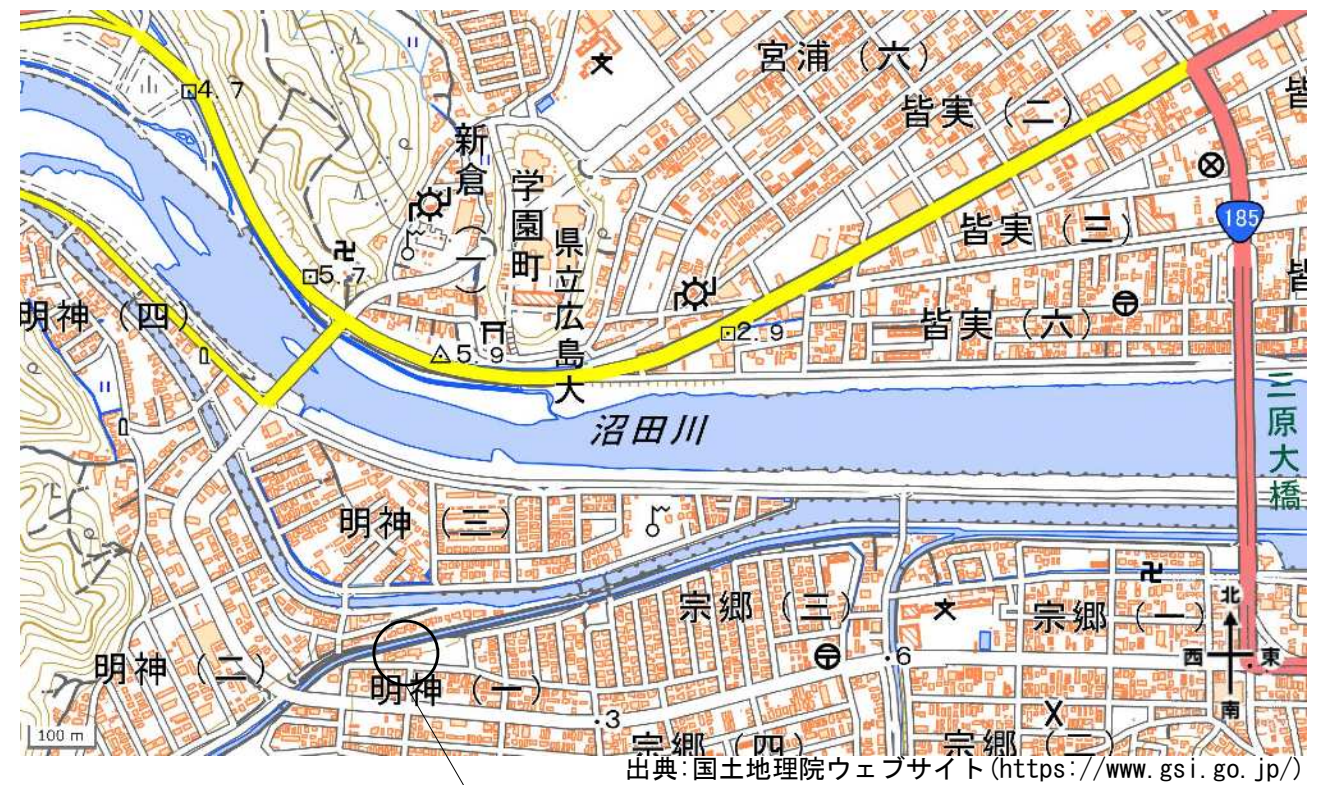 宮浦（六）
4.7
皆実（二）
新倉（一）
学園町
県立広島大
185
皆実（三）
5.7
明神（四）
皆実（六）
2.9
5.9
三原大橋
沼田川
明神（三）
宗郷（三）
宗郷（一）
北
西
東
南
6
明神（二）
明神（一）
3
100 m
宗郷（四）
宗郷（二）
出典:国土地理院ウェブサイト(https://www.gsi.go.jp/)